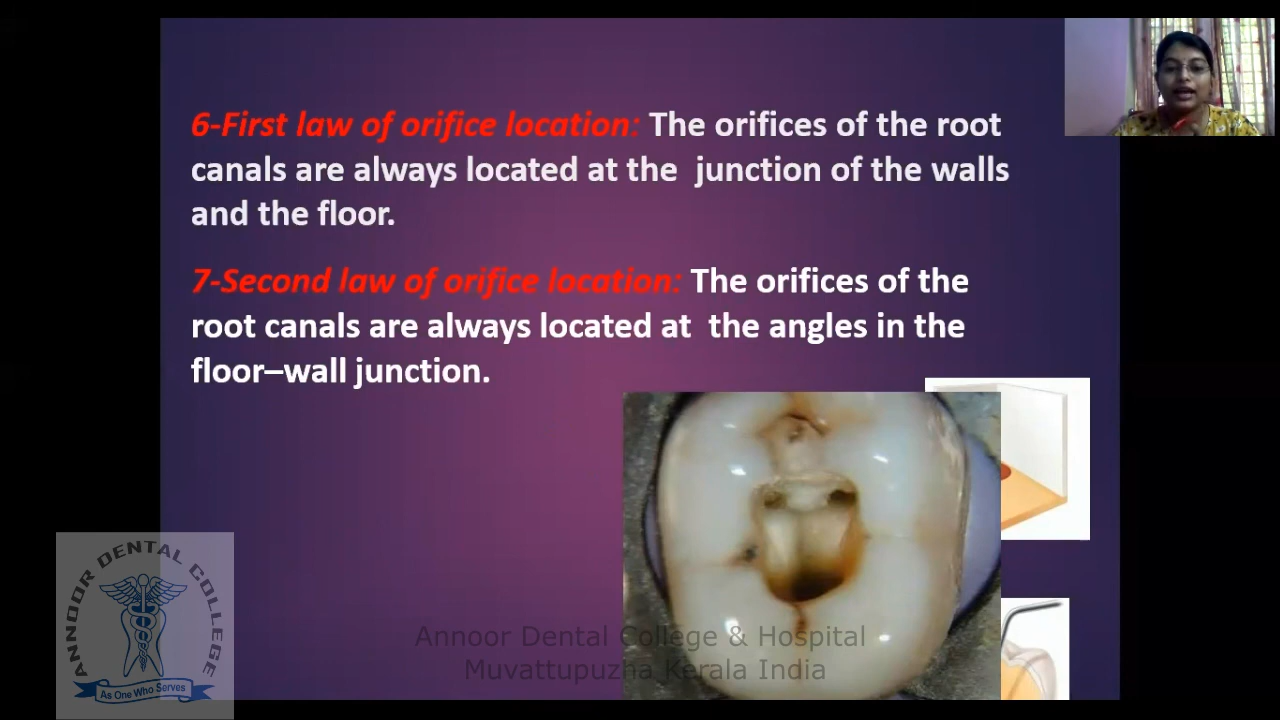 6-First law of orifice location: The orifices of the root
canals are always located at the junction of the walls
and the floor.
7-Second law of orifice location: The orifices of the
root canals are always located at the angles in the
floor–wall junction.
ANNOOR DENTAL COLLEGE
As One Who Serves
Annoor Dental College & Hospital
Muvattupuzha Kerala India